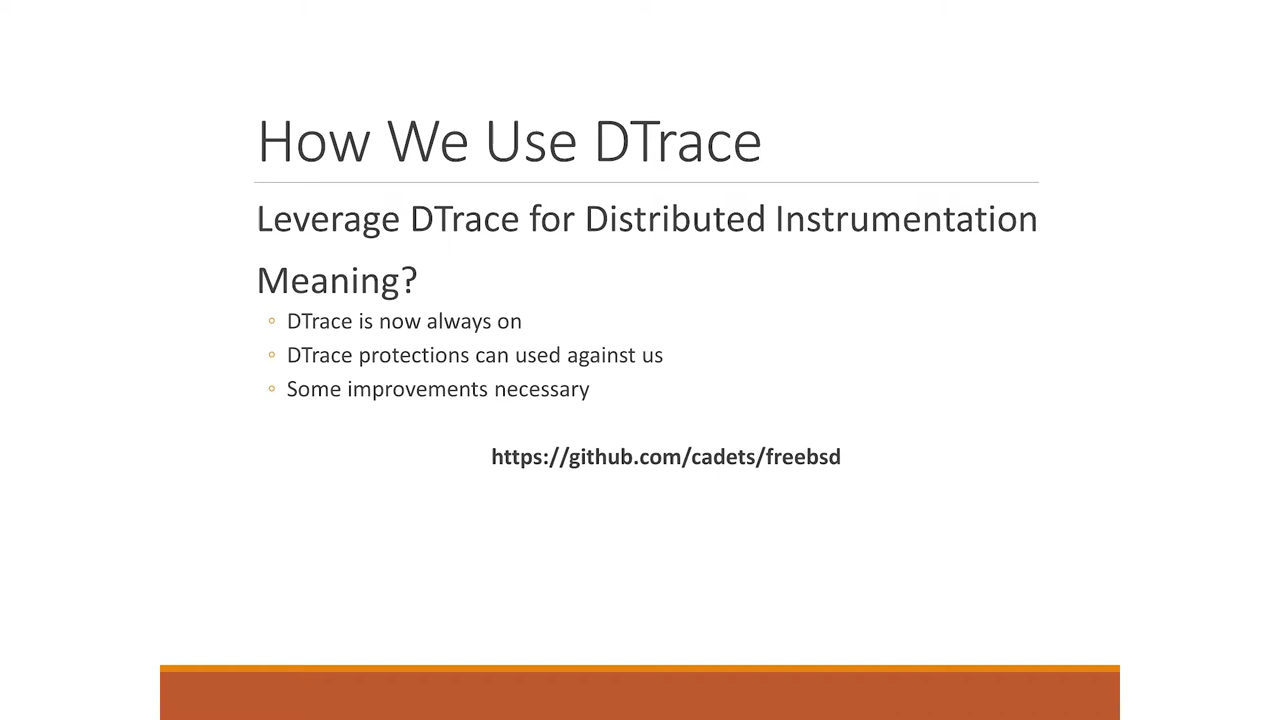 How We Use DTrace
Leverage DTrace for Distributed Instrumentation
Meaning?
◦ DTrace is now always on
◦ DTrace protections can used against us
◦ Some improvements necessary
https://github.com/cadets/freebsd